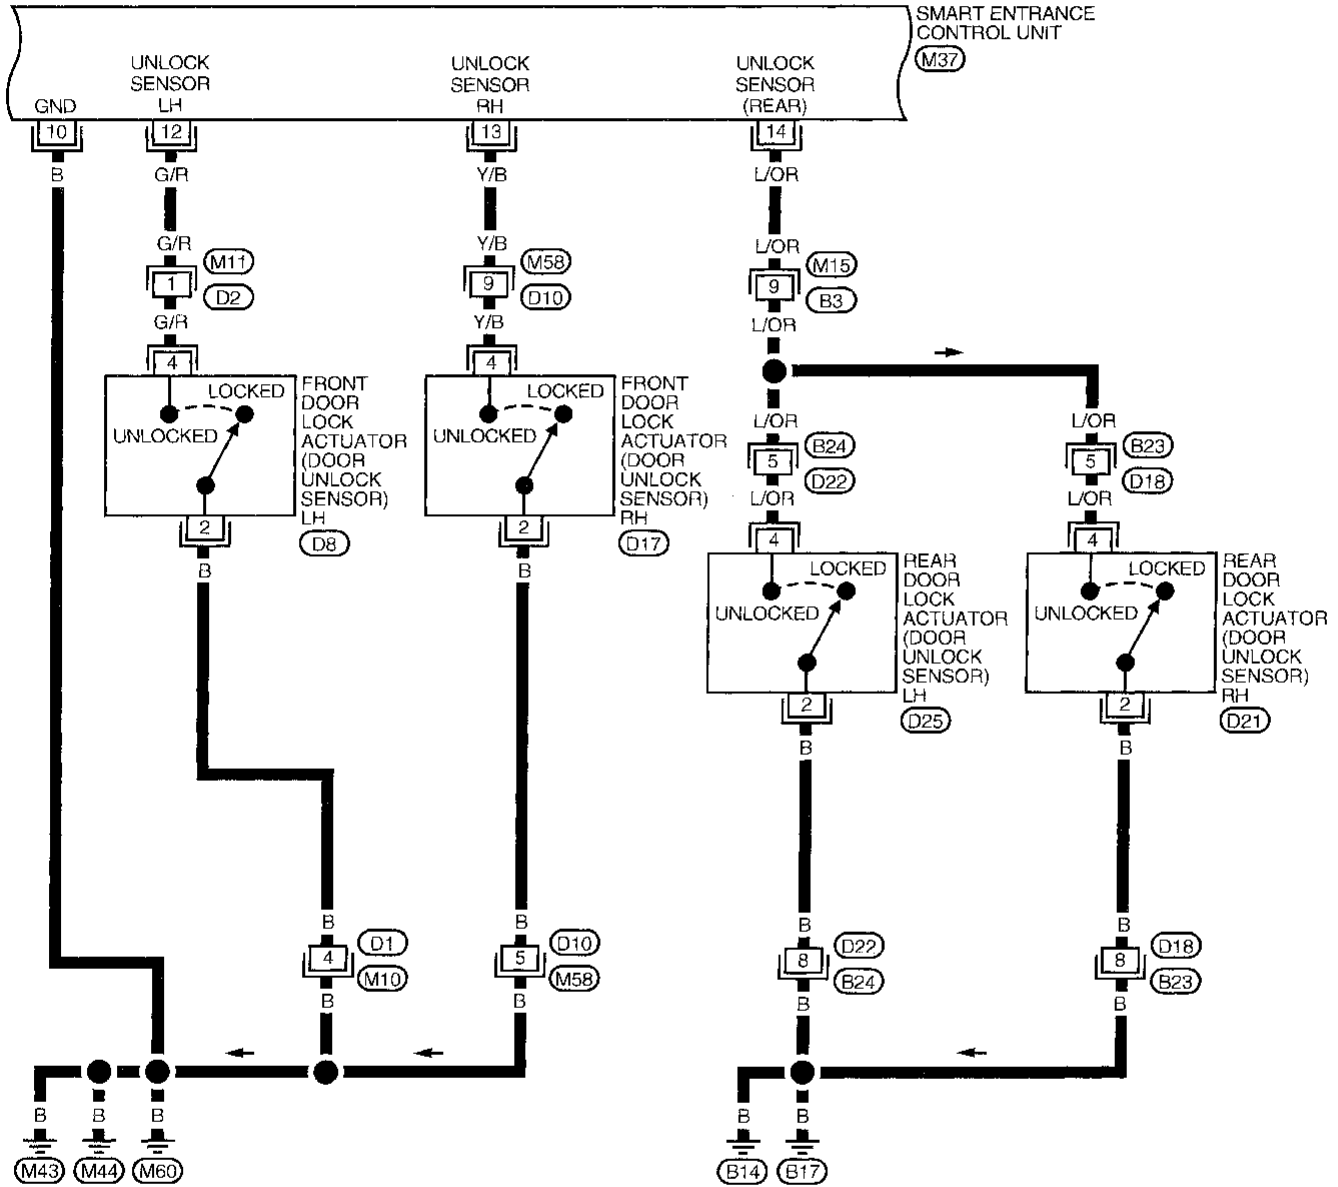 SMART ENTRANCE
CONTROL UNIT
M37
UNLOCK
SENSOR
LH
UNLOCK
SENSOR
RH
UNLOCK
SENSOR
(REAR)
GND
10
12
13
14
B
G/R
Y/B
L/OR
G/R
Y/B
L/OR
M11
M58
M15
1
9
9
D2
D10
B3
G/R
Y/B
L/OR
4
4
LOCKED
UNLOCKED
FRONT
DOOR
LOCK
ACTUATOR
(DOOR
UNLOCK
SENSOR)
LH
D8
LOCKED
UNLOCKED
FRONT
DOOR
LOCK
ACTUATOR
(DOOR
UNLOCK
SENSOR)
RH
D17
L/OR
L/OR
B24
B23
5
5
D22
D18
L/OR
L/OR
2
2
4
4
B
B
LOCKED
UNLOCKED
REAR
DOOR
LOCK
ACTUATOR
(DOOR
UNLOCK
SENSOR)
LH
D25
LOCKED
UNLOCKED
REAR
DOOR
LOCK
ACTUATOR
(DOOR
UNLOCK
SENSOR)
RH
D21
2
2
B
B
B
B
B
B
D1
D10
D22
D18
4
5
8
8
M10
M58
B24
B23
B
B
B
B
B
B
B
B
B
M43
M44
M60
B14
B17